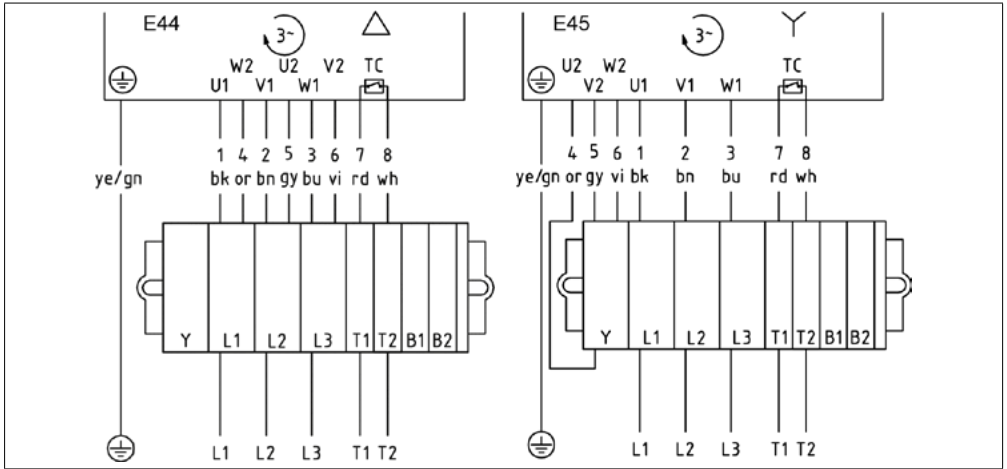 E44
3~
W2 U2 V2 TC
U1 V1 W1
1 4 2 5 3 6 7 8
ye/gn bk or bn gy bu vi rd wh
Y L1 L2 L3 T1 T2 B1 B2
L1 L2 L3 T1 T2
E45
3~
U2 W2 TC
V2 U1 V1 W1
4 5 6 1 2 3 7 8
ye/gn or gy vi bk bn bu rd wh
Y L1 L2 L3 T1 T2 B1 B2
L1 L2 L3 T1 T2